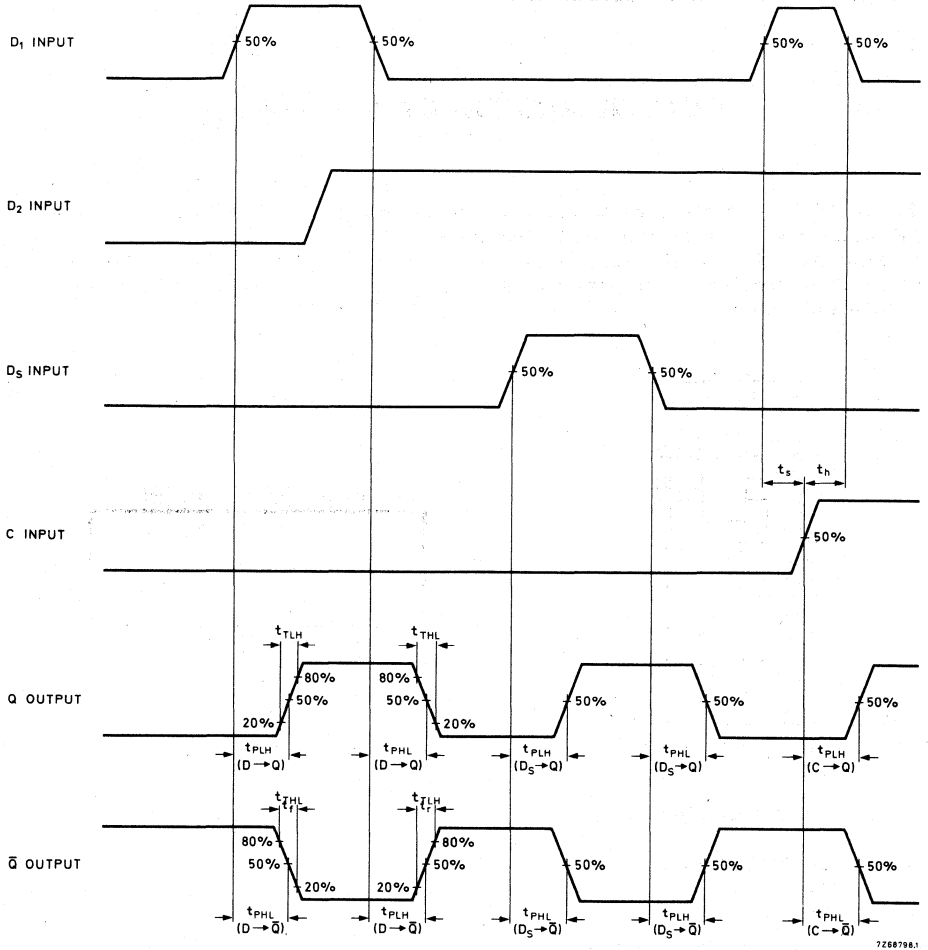 D1 INPUT
50%
50%
50%
50%
D2 INPUT
DS INPUT
50%
50%
ts
th
C INPUT
50%
tTLH
tTHL
Q OUTPUT
20%
50%
80%
80%
50%
20%
50%
50%
50%
tPLH
(D→Q)
tPHL
(D→Q)
tPLH
(DS→Q)
tPHL
(DS→Q)
tPLH
(C→Q)
tTHL
tf
tTLH
tr
Q̅ OUTPUT
80%
50%
20%
20%
50%
80%
50%
50%
50%
tPHL
(D→Q̅)
tPLH
(D→Q̅)
tPHL
(DS→Q̅)
tPLH
(DS→Q̅)
tPHL
(C→Q̅)
7Z68798.1